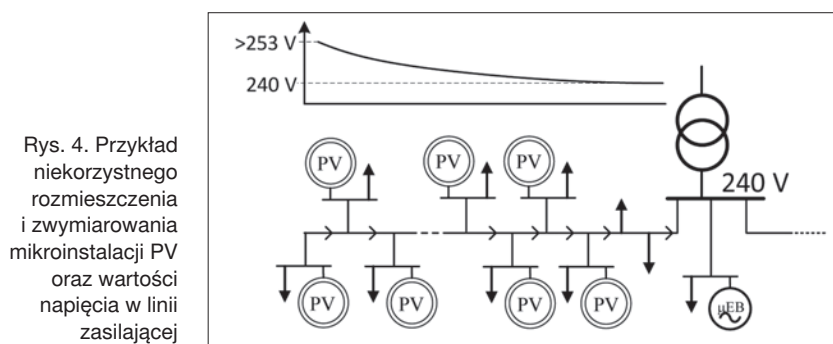 Rys. 4. Przykład
niekorzystnego
rozmieszczenia
i zwymiarowania
mikroinstalacji PV
oraz wartości
napięcia w linii
zasilającej
>253 V
240 V
PV
PV
PV
240 V
PV
PV
PV
PV
µEB